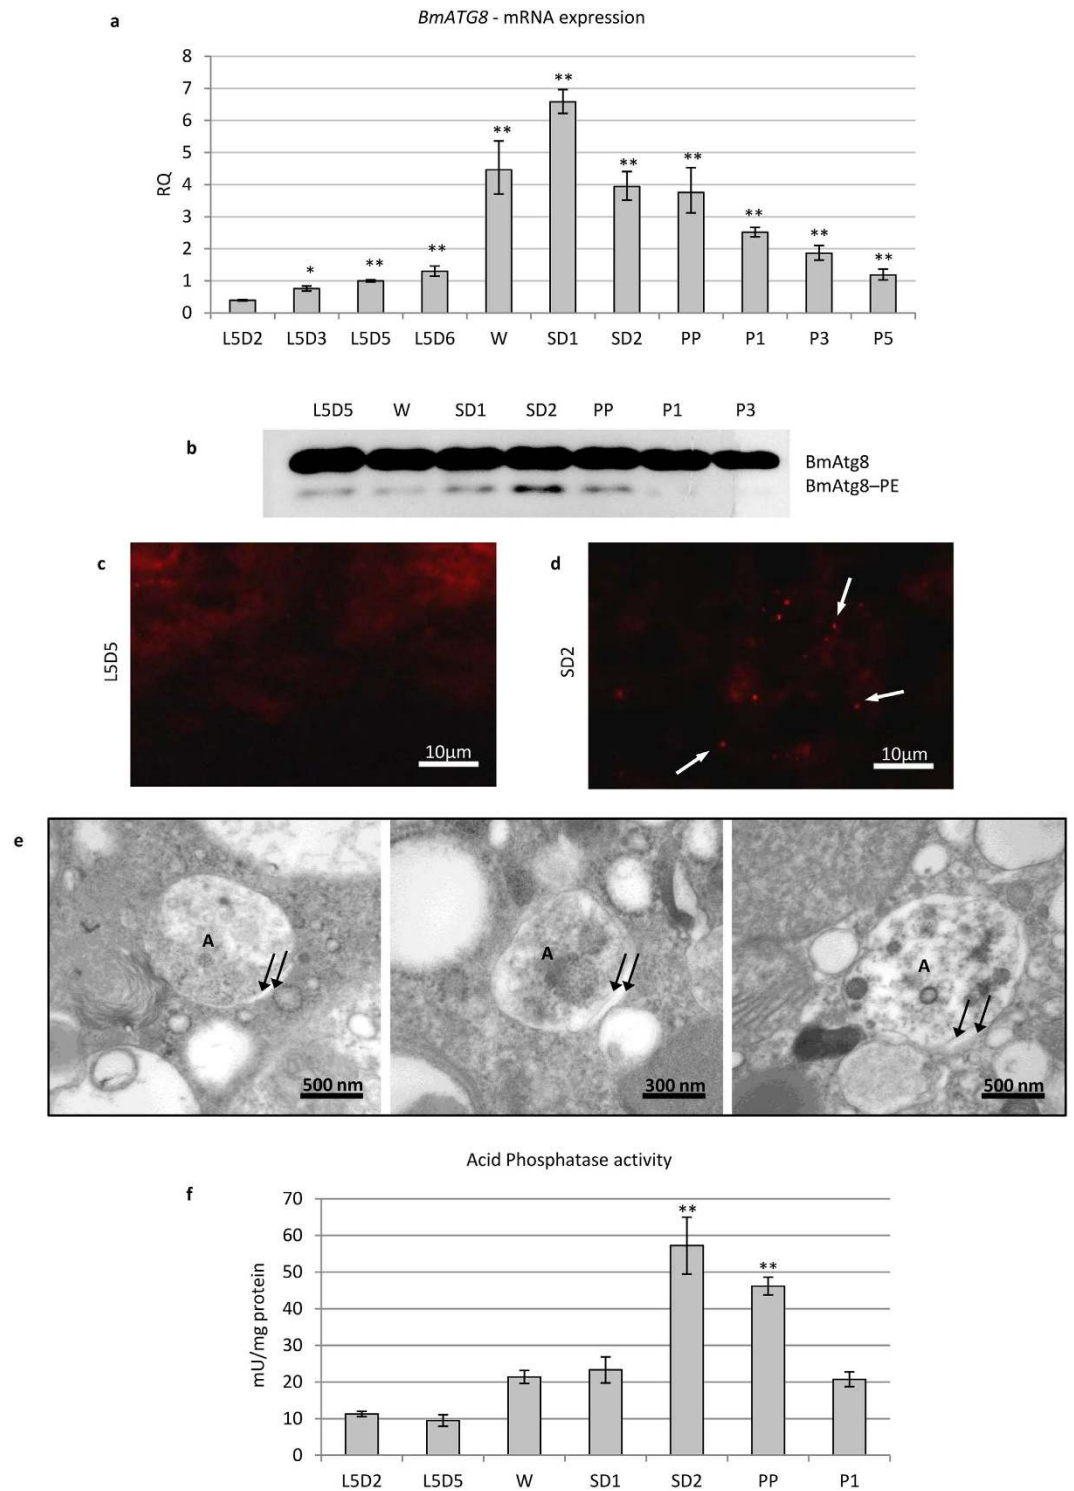 a
BmATG8 - mRNA expression
8
7
6
5
4
3
2
1
0
RQ
*
**
**
**
**
**
**
**
**
**
L5D2 L5D3 L5D5 L5D6 W SD1 SD2 PP P1 P3 P5
b
L5D5 W SD1 SD2 PP P1 P3
BmAtg8
BmAtg8–PE
c
L5D5
10µm
d
SD2
10µm
e
A
500 nm
A
300 nm
A
500 nm
Acid Phosphatase activity
f
70
60
50
40
30
20
10
0
mU/mg protein
**
**
L5D2 L5D5 W SD1 SD2 PP P1